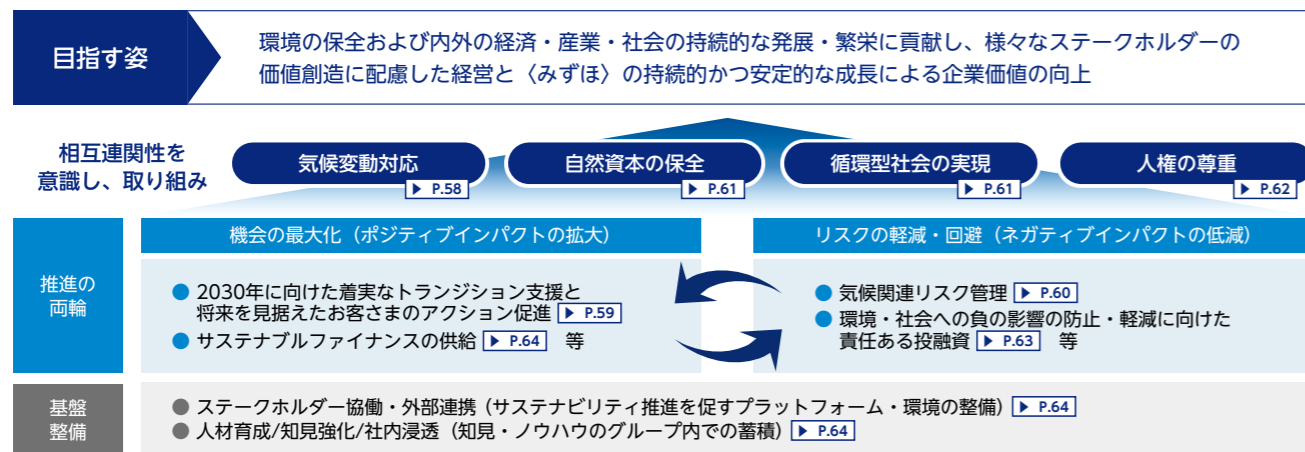 目指す姿
環境の保全および内外の経済・産業・社会の持続的な発展・繁栄に貢献し、様々なステークホルダーの
価値創造に配慮した経営と〈みずほ〉の持続的かつ安定的な成長による企業価値の向上
相互連関性を
意識し、取り組み
気候変動対応
▶ P.58
自然資本の保全
▶ P.61
循環型社会の実現
▶ P.61
人権の尊重
▶ P.62
推進の
両輪
機会の最大化（ポジティブインパクトの拡大）
● 2030年に向けた着実なトランジション支援と
将来を見据えたお客さまのアクション促進 ▶ P.59
● サステナブルファイナンスの供給 ▶ P.64 等
リスクの軽減・回避（ネガティブインパクトの低減）
● 気候関連リスク管理 ▶ P.60
● 環境・社会への負の影響の防止・軽減に向けた
責任ある投融資 ▶ P.63 等
基盤
整備
● ステークホルダー協働・外部連携（サステナビリティ推進を促すプラットフォーム・環境の整備） ▶ P.64
● 人材育成/知見強化/社内浸透（知見・ノウハウのグループ内での蓄積） ▶ P.64